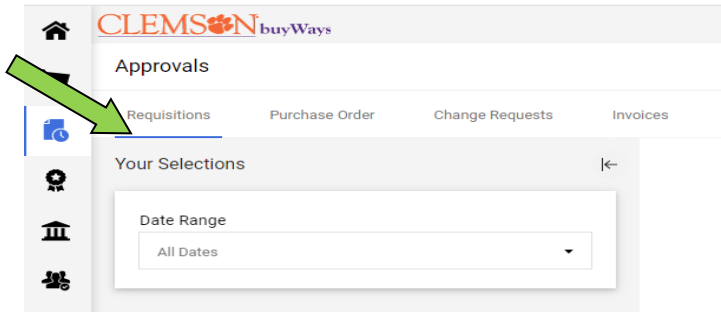 CLEMSON buyWays
Approvals
Requisitions Purchase Order Change Requests Invoices
Your Selections
Date Range
All Dates